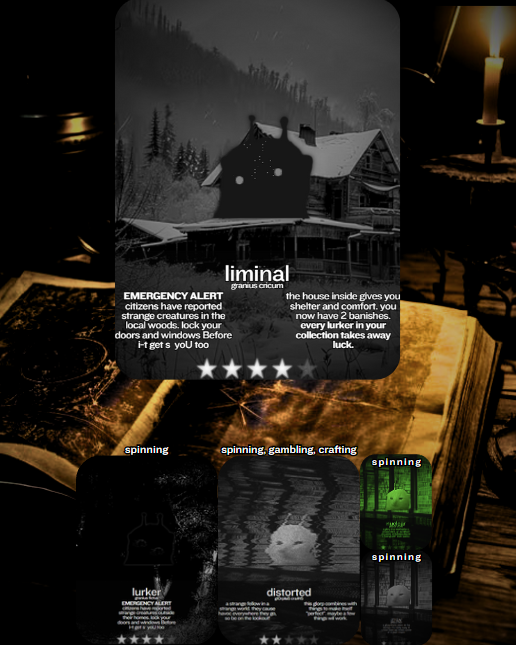 liminal
granius cricum
EMERGENCY ALERT
citizens have reported
strange creatures in the
local woods. lock your
doors and windows Before
i-t get s yoU too
the house inside gives you
shelter and comfort. you
now have 2 banishes.
every lurker in your
collection takes away
luck.
spinning
spinning, gambling, crafting
spinning
spinning
lurker
EMERGENCY ALERT
citizens have reported
strange creatures outside
their homes. lock your
doors and windows Before
i-t get s yoU too
distorted
a strange fellow in a
strange world. they cause
havoc everywhere they go,
so be on the lookout!
this glorp combines with
things to make itself
"perfect". maybe a few
things will work.